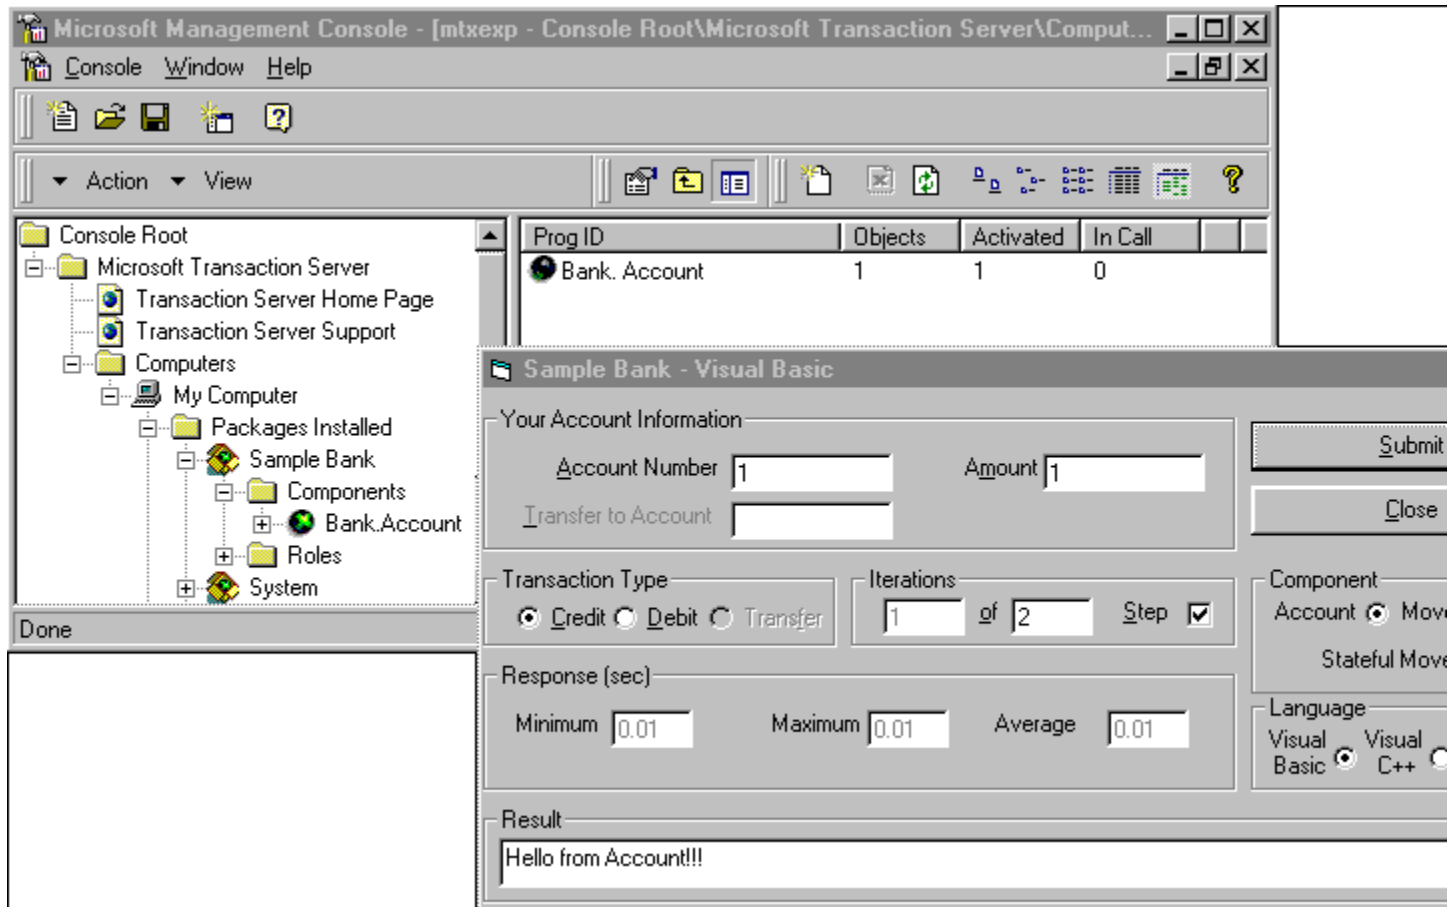 Microsoft Management Console - [mtxexp - Console Root\Microsoft Transaction Server\Comput...
Console Window Help
Action View
Console Root
Microsoft Transaction Server
Transaction Server Home Page
Transaction Server Support
Computers
My Computer
Packages Installed
Sample Bank
Components
Bank.Account
Roles
System
Done
Prog ID Objects Activated In Call
Bank. Account 1 1 0
Sample Bank - Visual Basic
Your Account Information
Account Number 1 Amount 1
Transfer to Account
Submit
Close
Transaction Type
Credit Debit Transfer
Iterations
1 of 2 Step
Component
Account Move
Stateful Move
Response (sec)
Minimum 0.01 Maximum 0.01 Average 0.01
Language
Visual Basic Visual C++
Result
Hello from Account!!!